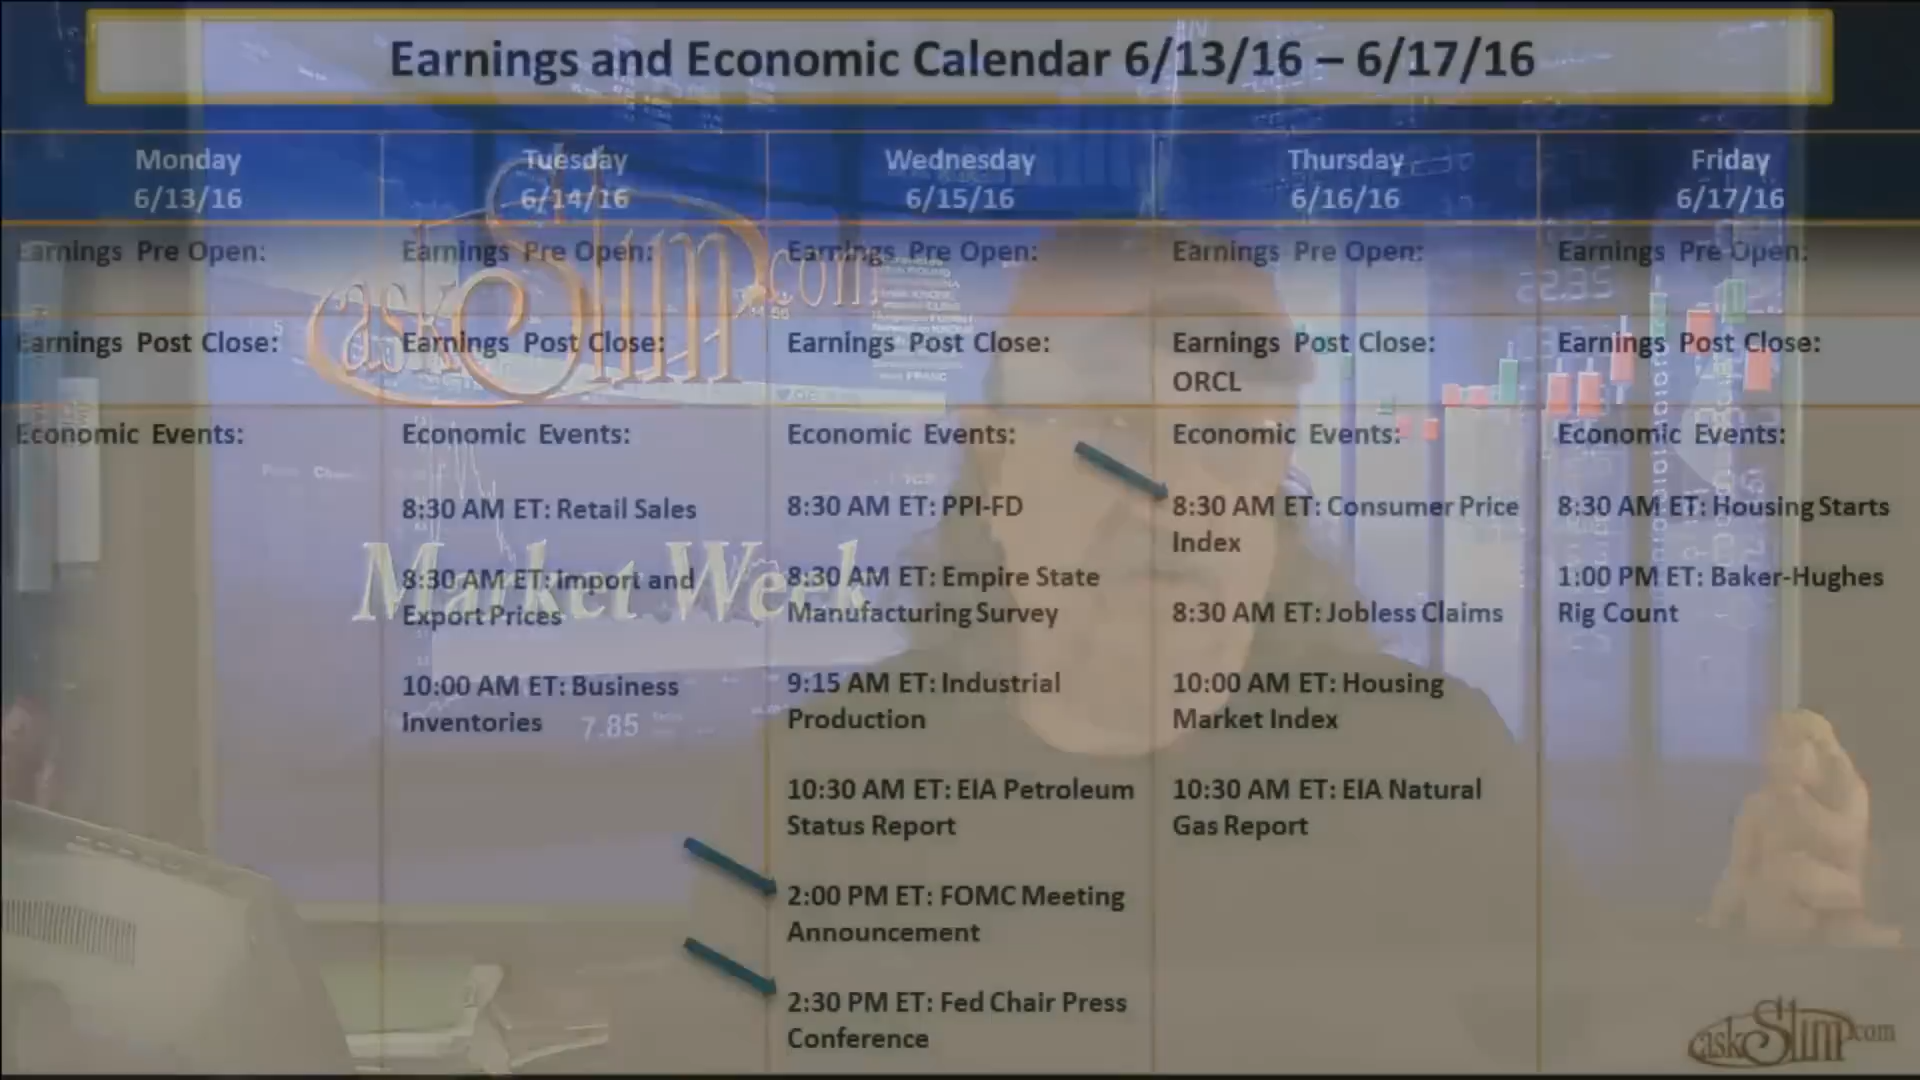 Earnings and Economic Calendar 6/13/16 – 6/17/16
Monday
6/13/16
Earnings Pre Open:
Earnings Post Close:
Economic Events:
Tuesday
6/14/16
Earnings Pre Open:
Earnings Post Close:
Economic Events:
8:30 AM ET: Retail Sales
8:30 AM ET: Import and
Export Prices
10:00 AM ET: Business
Inventories
Wednesday
6/15/16
Earnings Pre Open:
Earnings Post Close:
Economic Events:
8:30 AM ET: PPI-FD
8:30 AM ET: Empire State
Manufacturing Survey
9:15 AM ET: Industrial
Production
10:30 AM ET: EIA Petroleum
Status Report
2:00 PM ET: FOMC Meeting
Announcement
2:30 PM ET: Fed Chair Press
Conference
Thursday
6/16/16
Earnings Pre Open:
Earnings Post Close:
ORCL
Economic Events:
8:30 AM ET: Consumer Price
Index
8:30 AM ET: Jobless Claims
10:00 AM ET: Housing
Market Index
10:30 AM ET: EIA Natural
Gas Report
Friday
6/17/16
Earnings Pre Open:
Earnings Post Close:
Economic Events:
8:30 AM ET: Housing Starts
1:00 PM ET: Baker-Hughes
Rig Count
askSlim.com
Market Week
7.85
askSlim.com